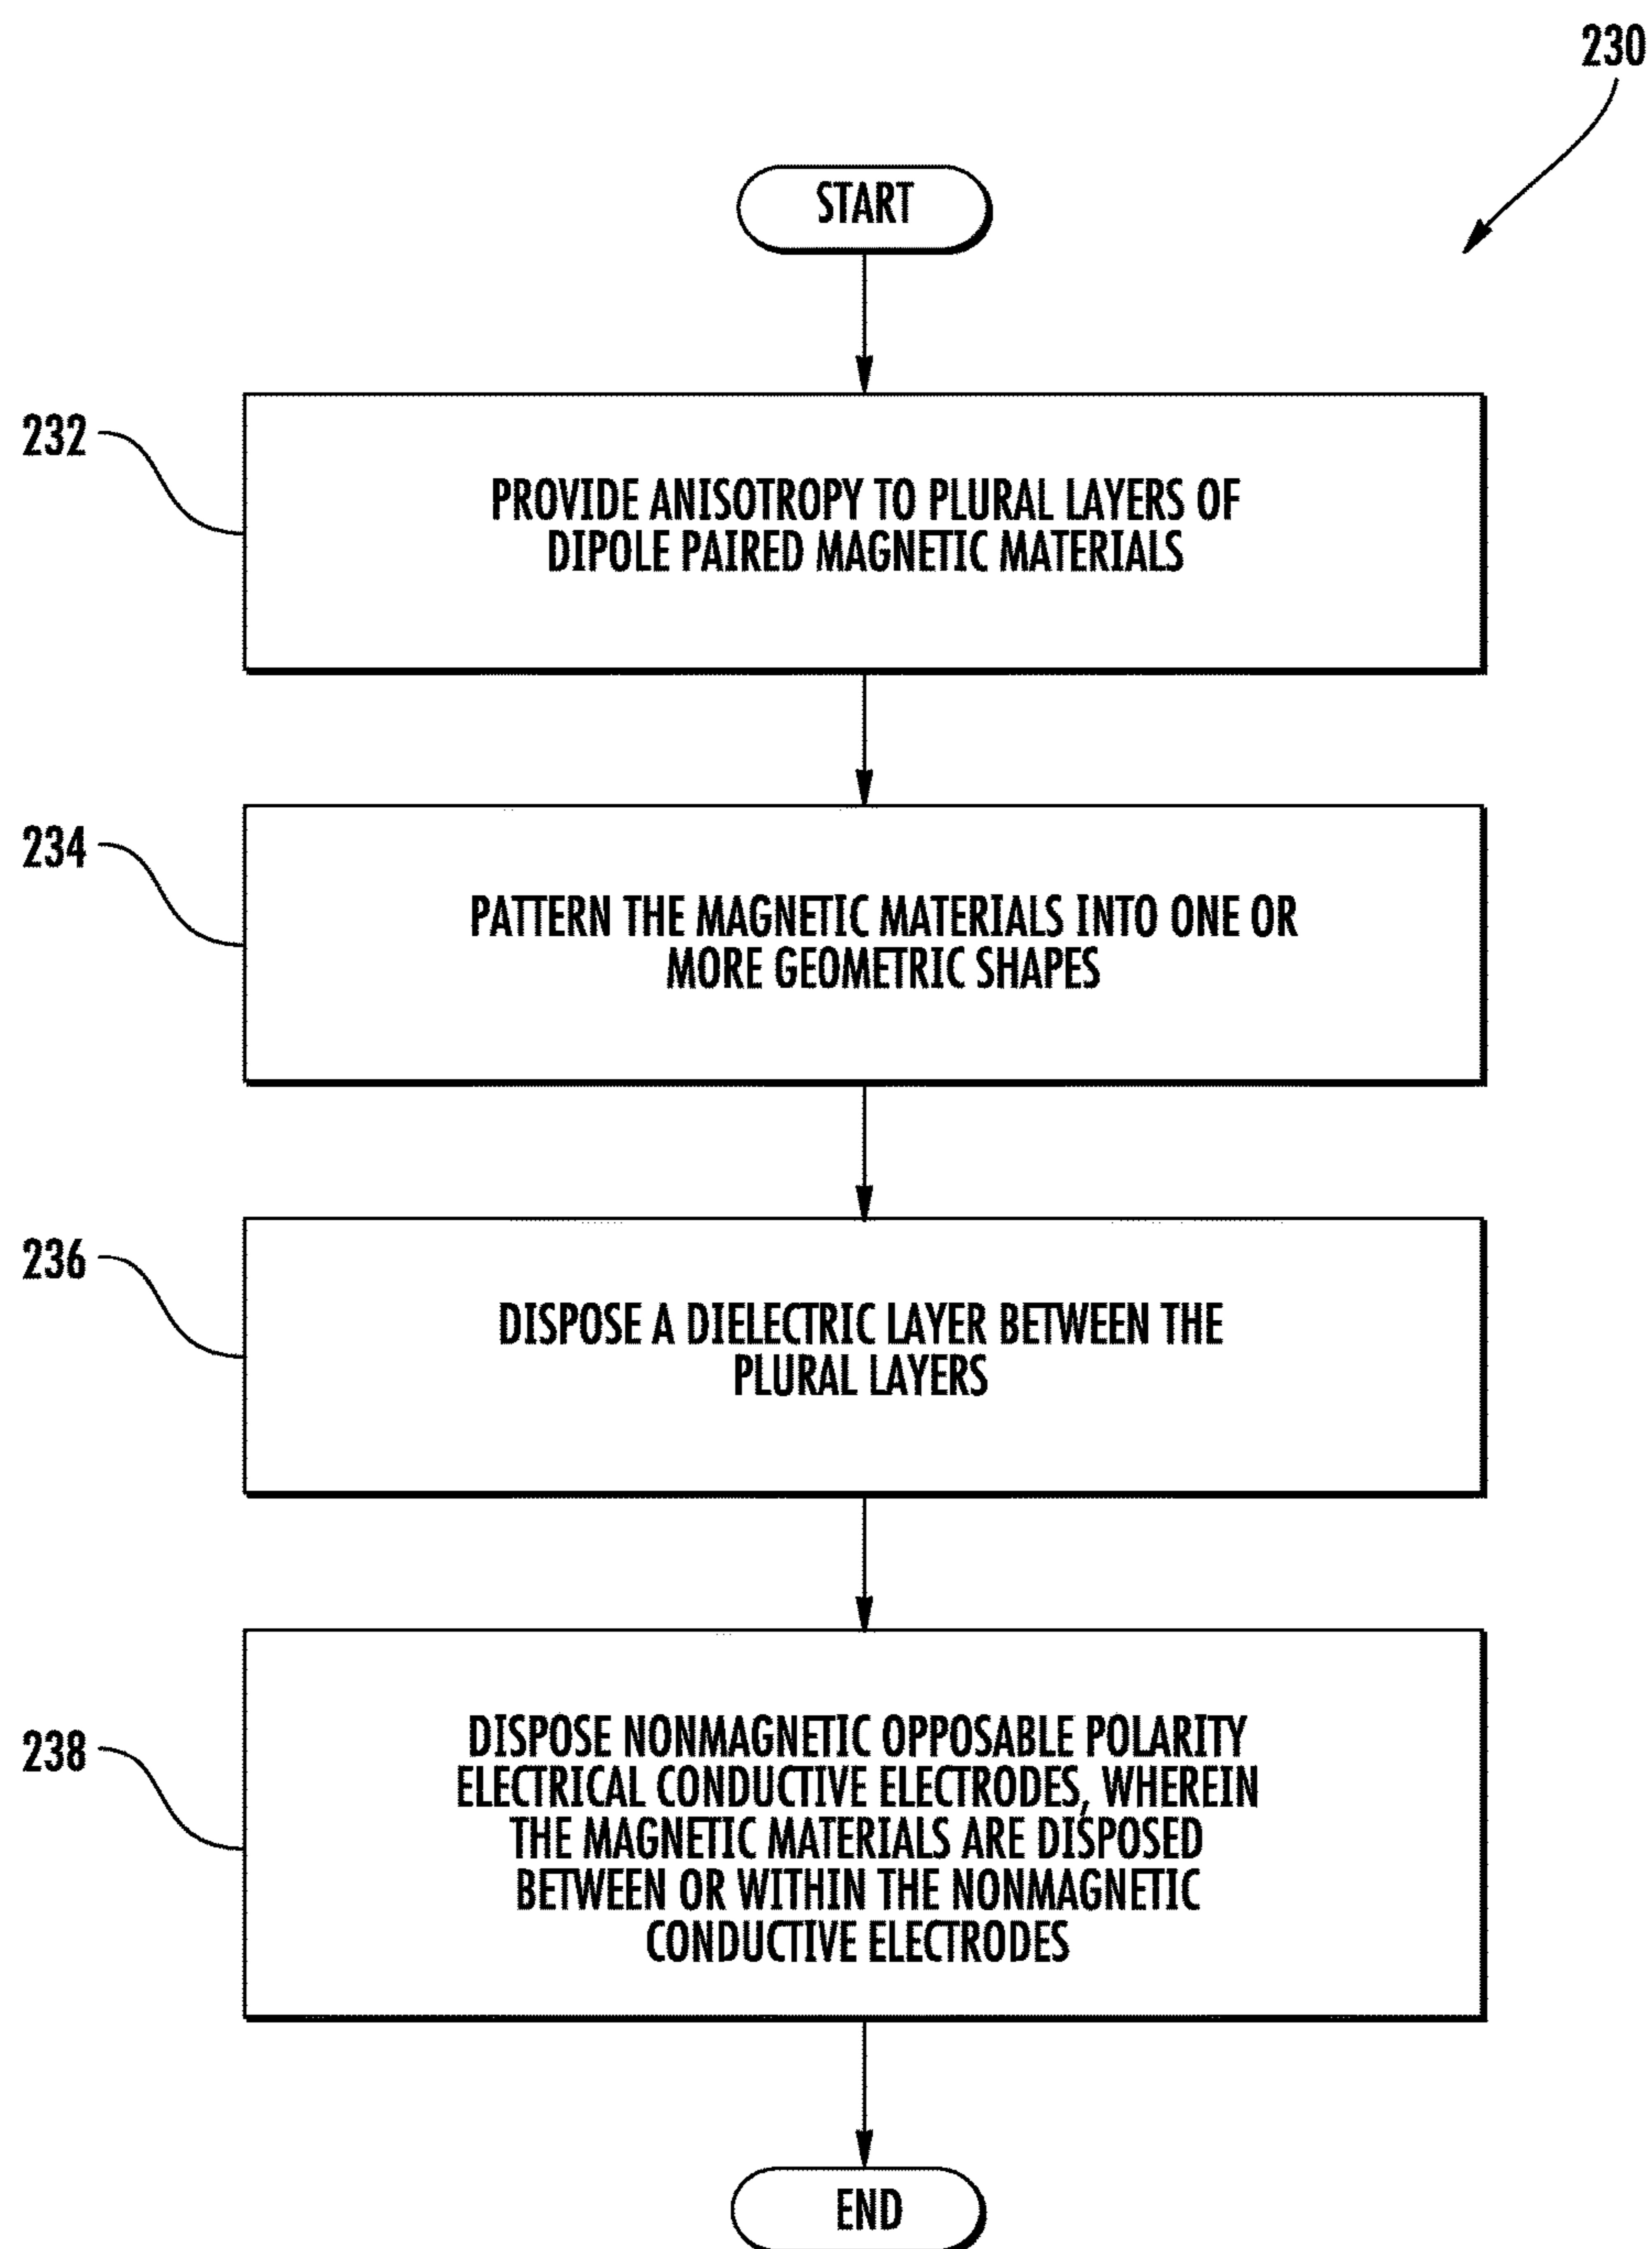 230
START
232
PROVIDE ANISOTROPY TO PLURAL LAYERS OF
DIPOLE PAIRED MAGNETIC MATERIALS
234
PATTERN THE MAGNETIC MATERIALS INTO ONE OR
MORE GEOMETRIC SHAPES
236
DISPOSE A DIELECTRIC LAYER BETWEEN THE
PLURAL LAYERS
238
DISPOSE NONMAGNETIC OPPOSABLE POLARITY
ELECTRICAL CONDUCTIVE ELECTRODES, WHEREIN
THE MAGNETIC MATERIALS ARE DISPOSED
BETWEEN OR WITHIN THE NONMAGNETIC
CONDUCTIVE ELECTRODES
END